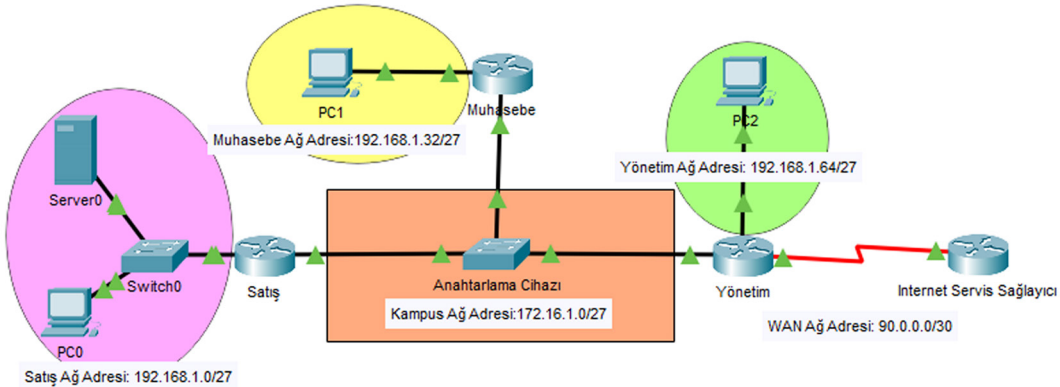 PC1
Muhasebe
Muhasebe Ağ Adresi:192.168.1.32/27
PC2
Yönetim Ağ Adresi: 192.168.1.64/27
Server0
Switch0
Satış
PC0
Satış Ağ Adresi: 192.168.1.0/27
Anahtarlama Cihazı
Kampus Ağ Adresi:172.16.1.0/27
Yönetim
Internet Servis Sağlayıcı
WAN Ağ Adresi: 90.0.0.0/30